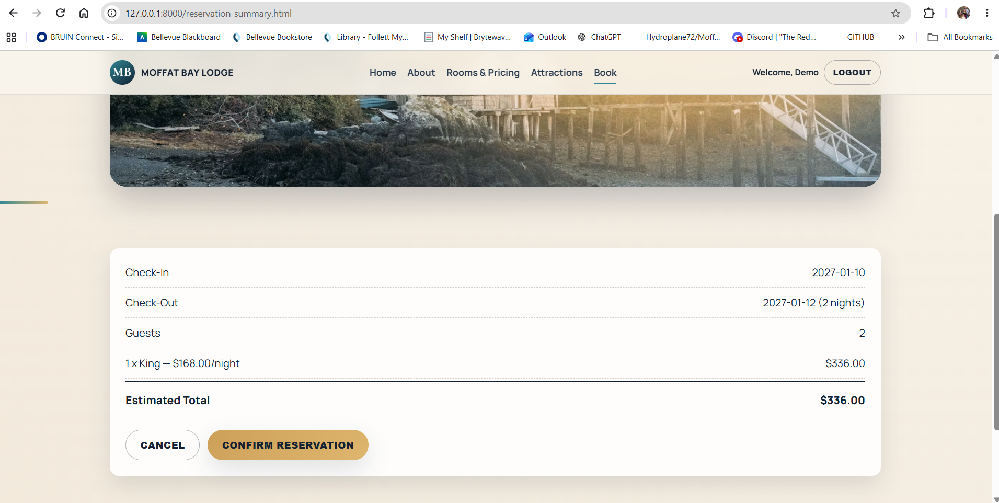 127.0.0.1:8000/reservation-summary.html
BRUIN Connect - Si... Bellevue Blackboard Bellevue Bookstore Library - Follett My... My Shelf | Brytewav... Outlook ChatGPT Hydroplane72/Moff... Discord | "The Red... GITHUB » All Bookmarks
MB MOFFAT BAY LODGE Home About Rooms & Pricing Attractions Book Welcome, Demo LOGOUT
Check-In 2027-01-10
Check-Out 2027-01-12 (2 nights)
Guests 2
1 x King — $168.00/night $336.00
Estimated Total $336.00
CANCEL CONFIRM RESERVATION